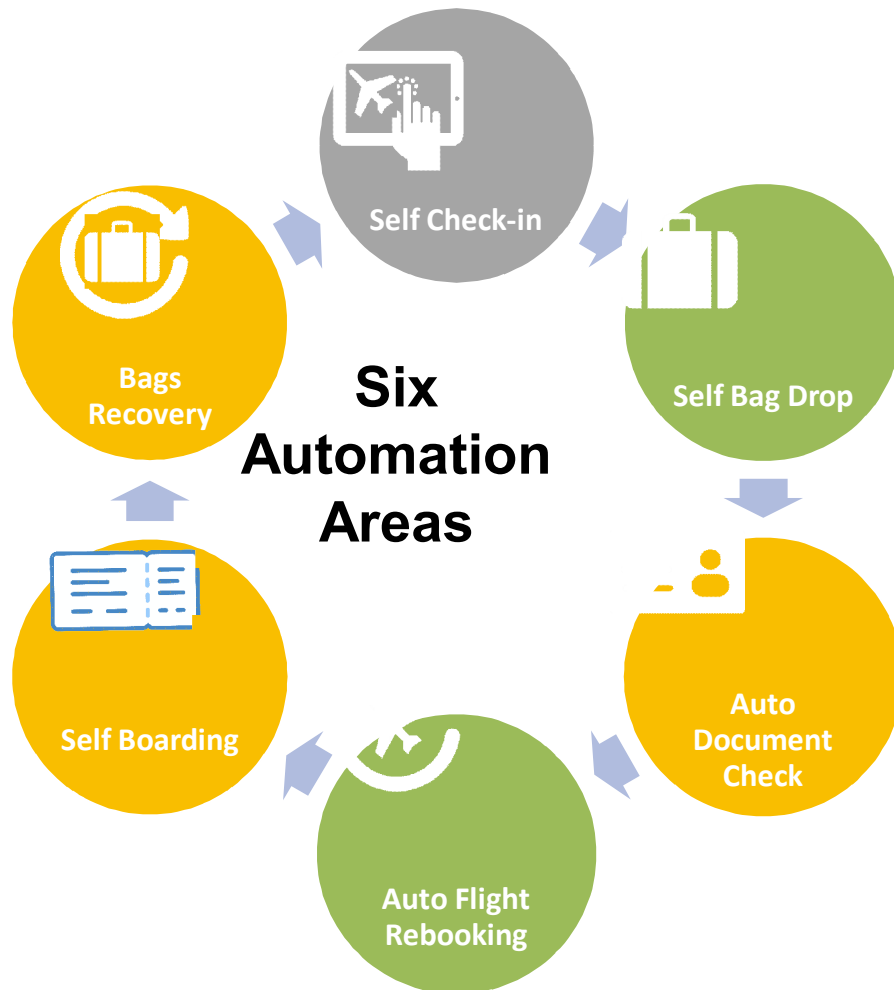 Self Check-in
Self Bag Drop
Auto
Document
Check
Auto Flight
Rebooking
Self Boarding
Bags
Recovery
Six
Automation
Areas